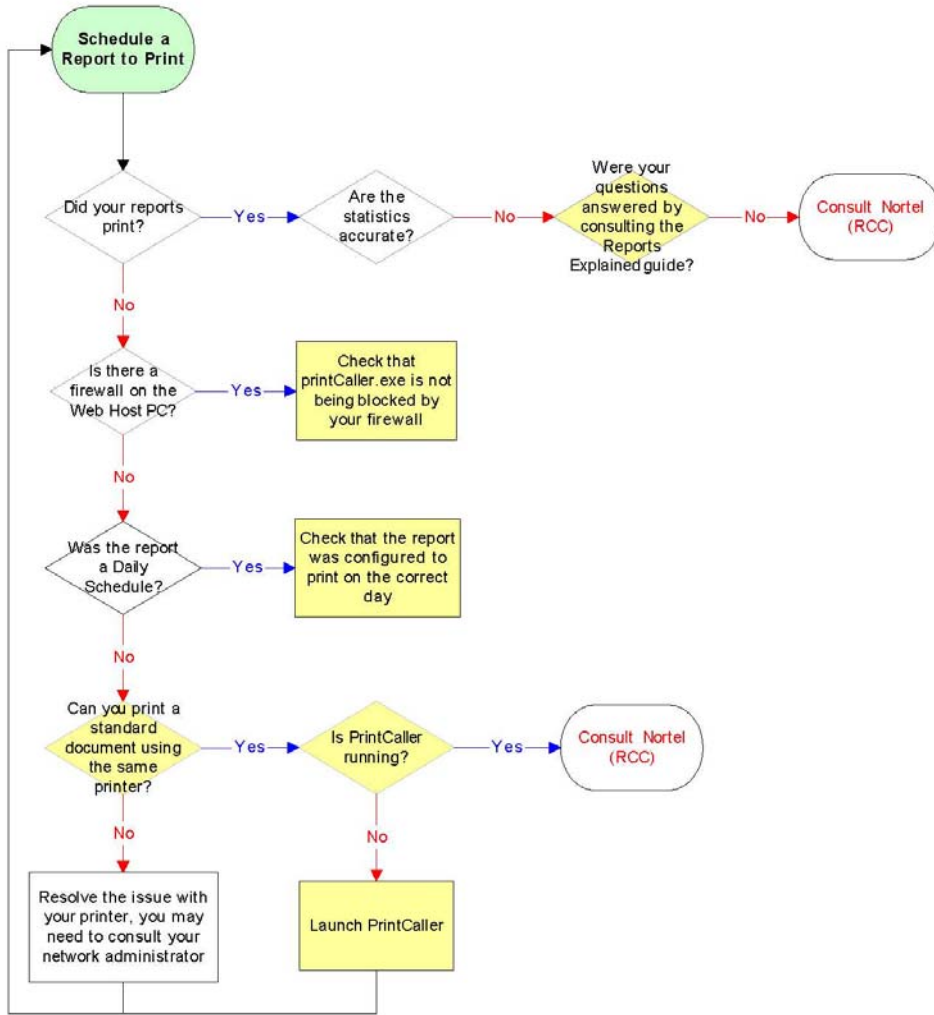 Schedule a
Report to Print
Did your reports
print?
Yes
Are the
statistics
accurate?
No
Were your
questions
answered by
consulting the
Reports
Explained guide?
No
Consult Nortel
(RCC)
No
Is there a
firewall on the
Web Host PC?
Yes
Check that
printCaller.exe is not
being blocked by
your firewall
No
Was the report
a Daily
Schedule?
Yes
Check that the report
was configured to
print on the correct
day
No
Can you print a
standard
document using
the same
printer?
Yes
Is PrintCaller
running?
Yes
Consult Nortel
(RCC)
No
No
Resolve the issue with
your printer, you may
need to consult your
network administrator
Launch PrintCaller